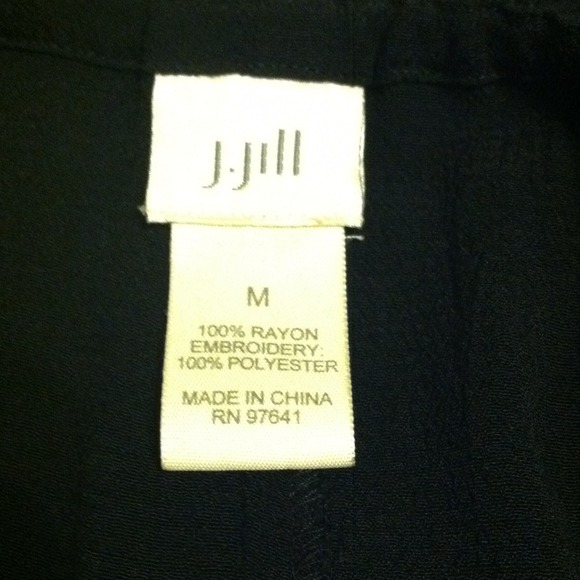 J.Jill
M
100% RAYON
EMBROIDERY:
100% POLYESTER
MADE IN CHINA
RN 97641